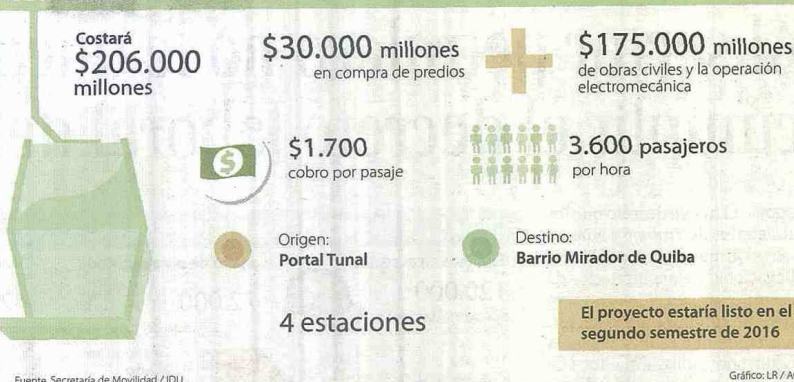 Costará
$206.000
millones
$30.000 millones
en compra de predios
$175.000 millones
de obras civiles y la operación
electromecánica
$1.700
cobro por pasaje
3.600 pasajeros
por hora
Origen:
Portal Tunal
Destino:
Barrio Mirador de Quiba
4 estaciones
El proyecto estaría listo en el
segundo semestre de 2016
Fuente Secretaría de Movilidad / IDU
Gráfico: LR /